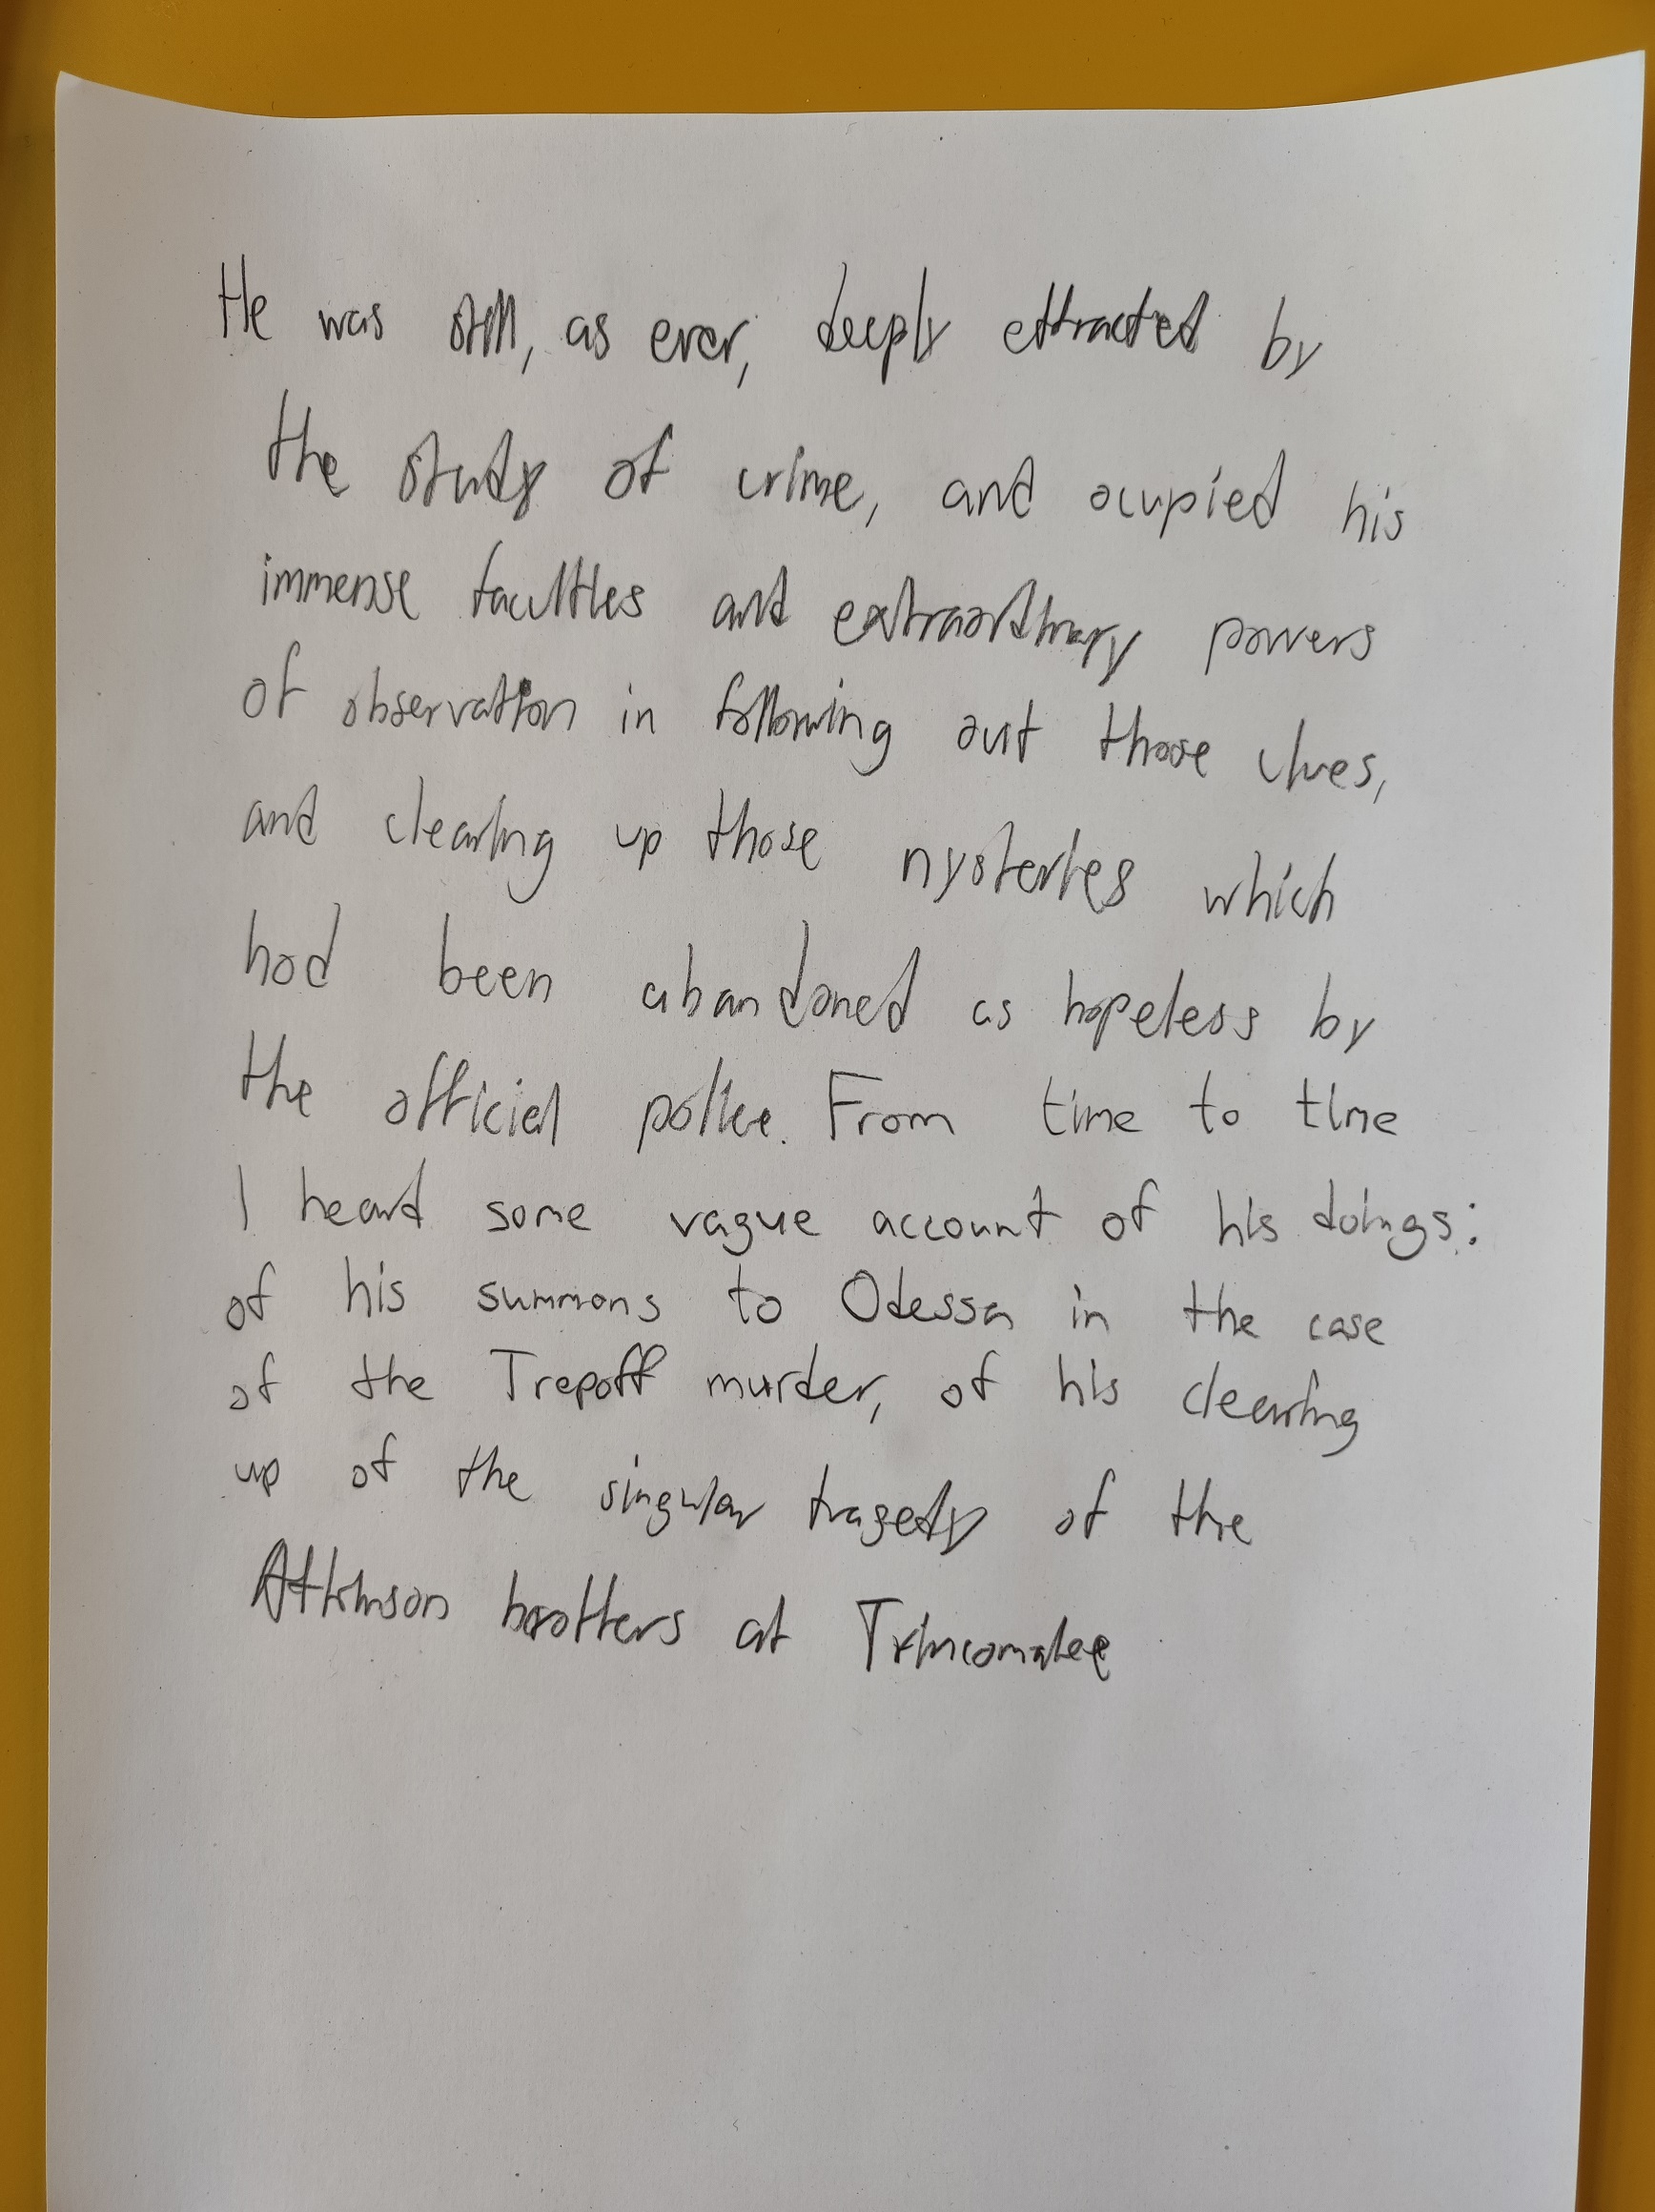 He was still, as ever, deeply attracted by
the study of crime, and ocupied his
immense faculties and extraordinary powers
of observation in following out those clues,
and clearing up those nysteries which
had been abandoned as hopeless by
the official police. From time to time
I heard some vague account of his doings:
of his summons to Odessa in the case
of the Trepoff murder, of his clearing
up of the singular tragedy of the
Atkinson brotters at Trincomalee